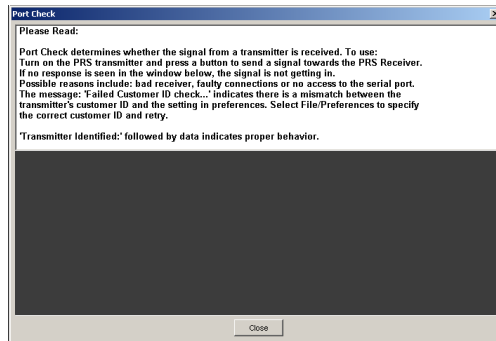 Port Check
Please Read:
Port Check determines whether the signal from a transmitter is received. To use:
Turn on the PRS transmitter and press a button to send a signal towards the PRS Receiver.
If no response is seen in the window below, the signal is not getting in.
Possible reasons include: bad receiver, faulty connections or no access to the serial port.
The message: 'Failed Customer ID check...' indicates there is a mismatch between the
transmitter's customer ID and the setting in preferences. Select File/Preferences to specify
the correct customer ID and retry.
'Transmitter Identified:' followed by data indicates proper behavior.
Close